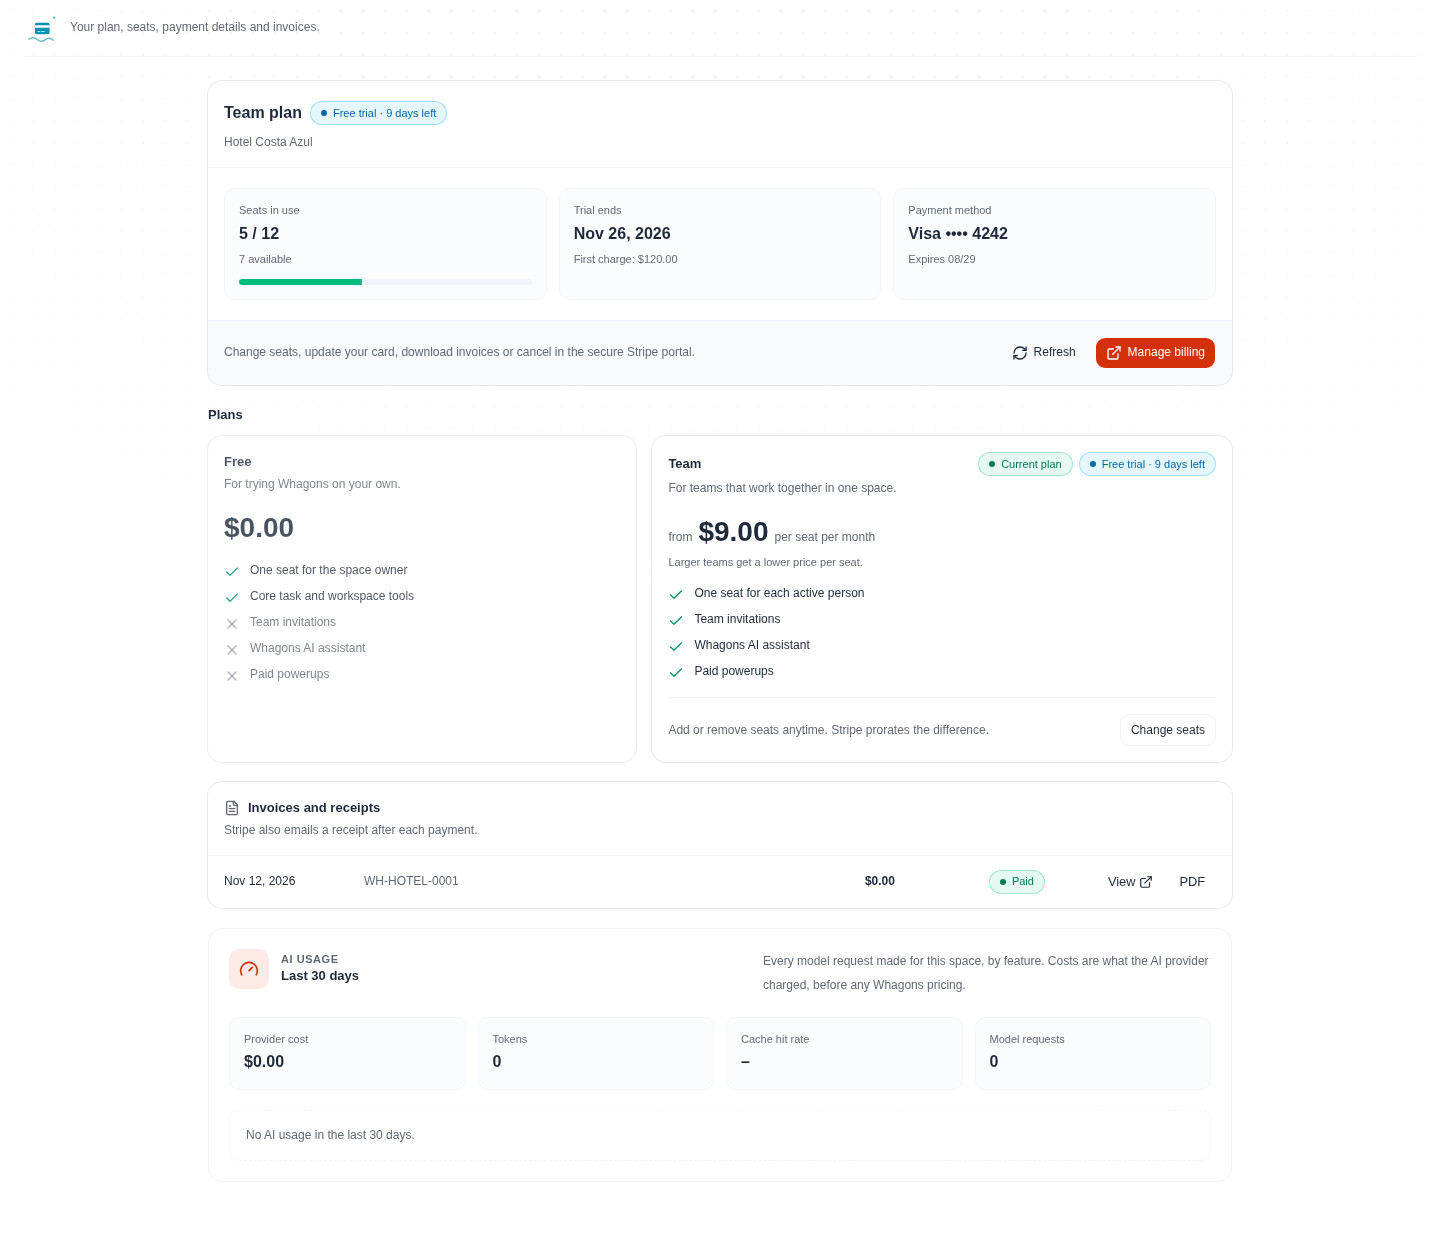 Your plan, seats, payment details and invoices.
Team plan
Free trial · 9 days left
Hotel Costa Azul
Seats in use
5 / 12
7 available
Trial ends
Nov 26, 2026
First charge: $120.00
Payment method
Visa •••• 4242
Expires 08/29
Change seats, update your card, download invoices or cancel in the secure Stripe portal.
Refresh
Manage billing
Plans
Free
For trying Whagons on your own.
$0.00
One seat for the space owner
Core task and workspace tools
Team invitations
Whagons AI assistant
Paid powerups
Team
Current plan
Free trial · 9 days left
For teams that work together in one space.
from $9.00 per seat per month
Larger teams get a lower price per seat.
One seat for each active person
Team invitations
Whagons AI assistant
Paid powerups
Add or remove seats anytime. Stripe prorates the difference.
Change seats
Invoices and receipts
Stripe also emails a receipt after each payment.
Nov 12, 2026 WH-HOTEL-0001 $0.00 Paid View PDF
AI USAGE
Last 30 days
Every model request made for this space, by feature. Costs are what the AI provider
charged, before any Whagons pricing.
Provider cost
$0.00
Tokens
0
Cache hit rate
–
Model requests
0
No AI usage in the last 30 days.